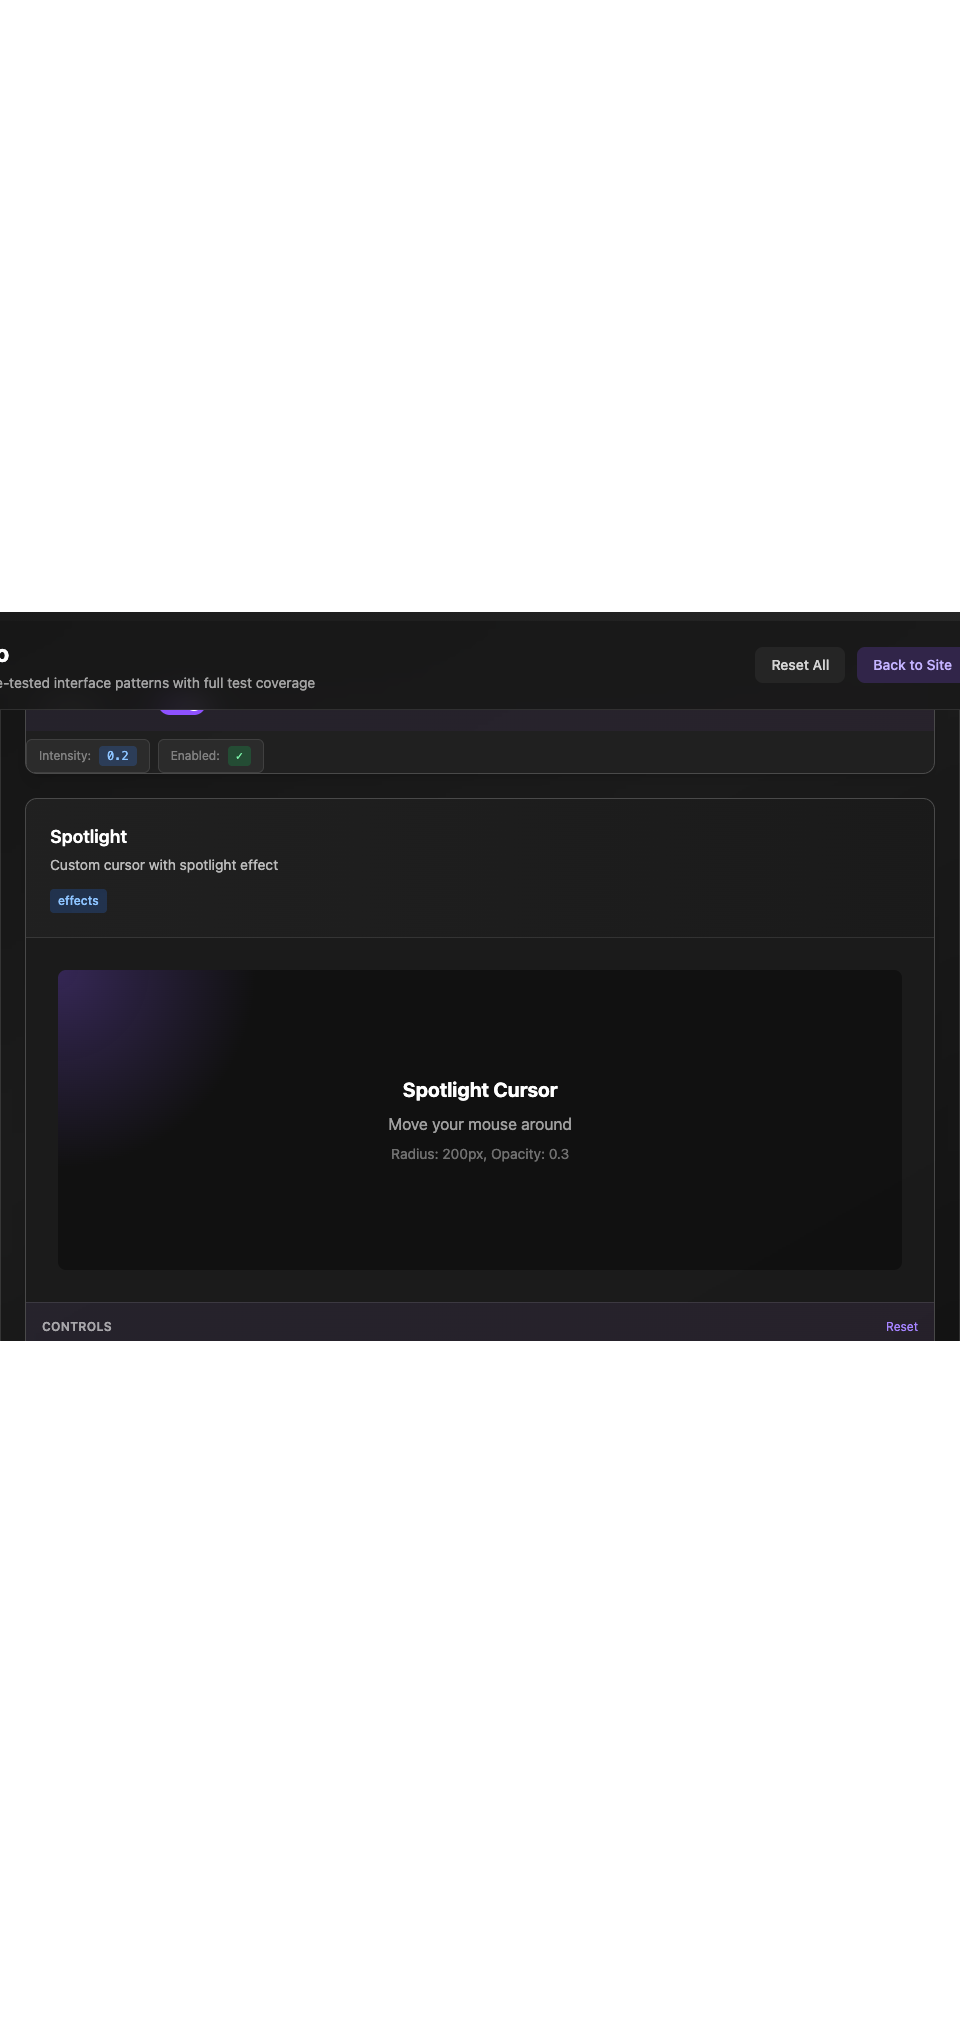 e-tested interface patterns with full test coverage
Reset All
Back to Site
Intensity: 0.2
Enabled: ✓
Spotlight
Custom cursor with spotlight effect
effects
Spotlight Cursor
Move your mouse around
Radius: 200px, Opacity: 0.3
CONTROLS
Reset